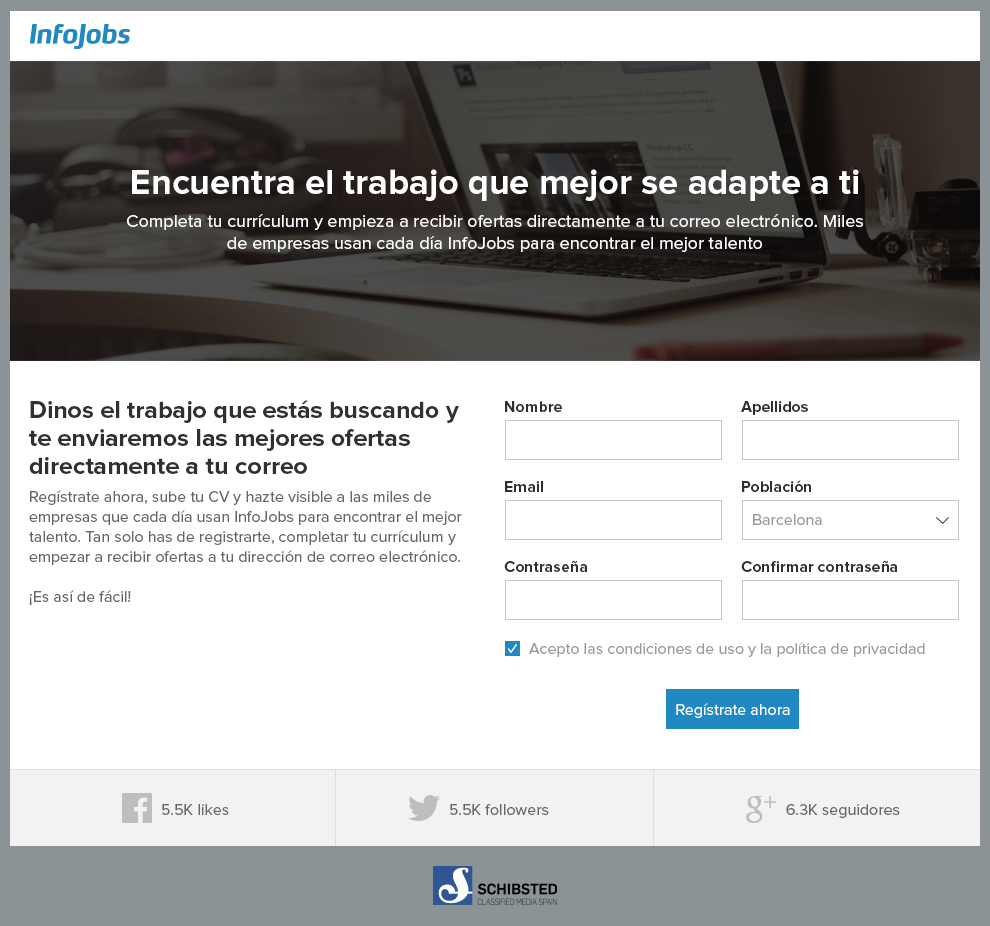 InfoJobs
Photoshop CC
Encuentra el trabajo que mejor se adapte a ti
Completa tu currículum y empieza a recibir ofertas directamente a tu correo electrónico. Miles
de empresas usan cada día InfoJobs para encontrar el mejor talento
Dinos el trabajo que estás buscando y
te enviaremos las mejores ofertas
directamente a tu correo
Regístrate ahora, sube tu CV y hazte visible a las miles de
empresas que cada día usan InfoJobs para encontrar el mejor
talento. Tan solo has de registrarte, completar tu currículum y
empezar a recibir ofertas a tu dirección de correo electrónico.
¡Es así de fácil!
Nombre Apellidos
Email Población
Barcelona
Contraseña Confirmar contraseña
Acepto las condiciones de uso y la política de privacidad
Regístrate ahora
5.5K likes 5.5K followers g+ 6.3K seguidores
SCHIBSTED
CLASSIFIED MEDIA SPAIN